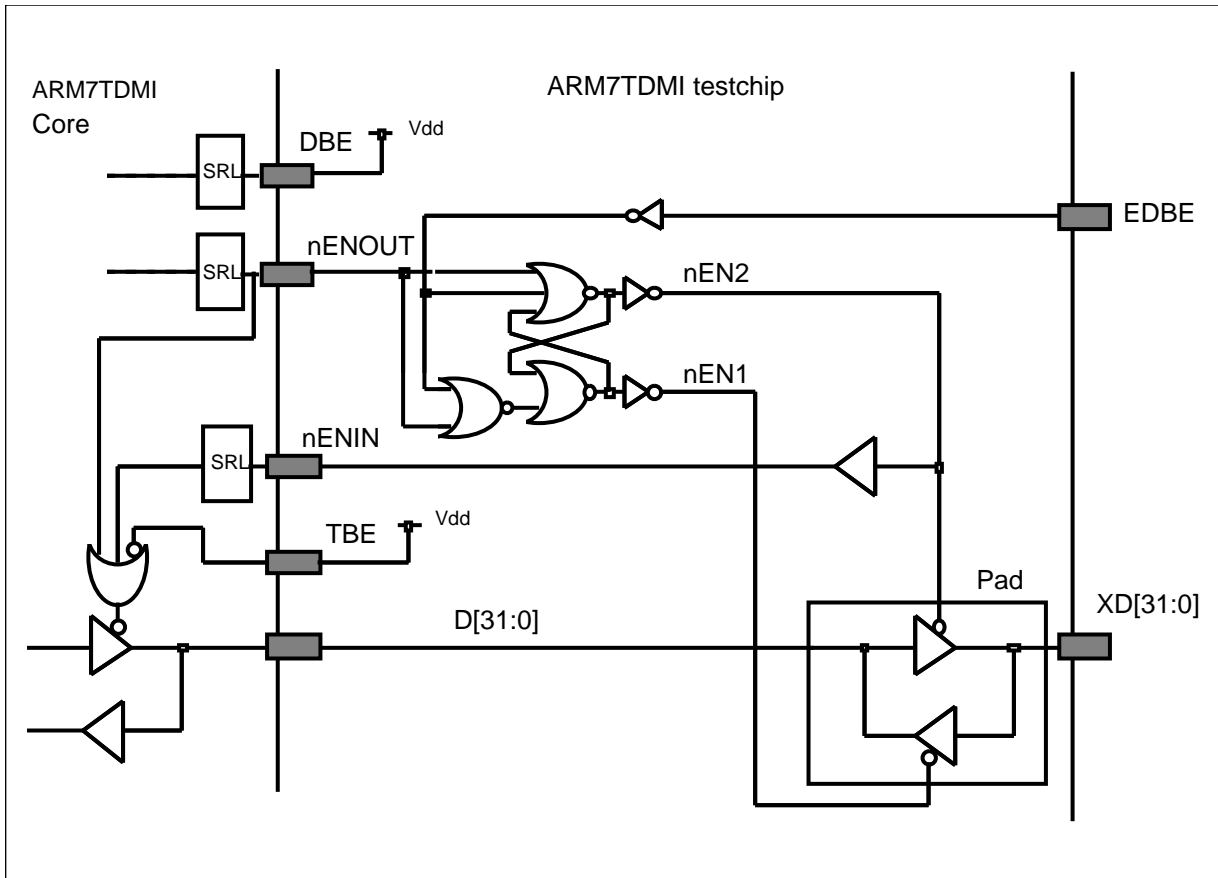 ARM7TDMI
Core
ARM7TDMI testchip
DBE
Vdd
SRL
EDBE
nENOUT
SRL
nEN2
nEN1
nENIN
SRL
TBE
Vdd
Pad
D[31:0]
XD[31:0]